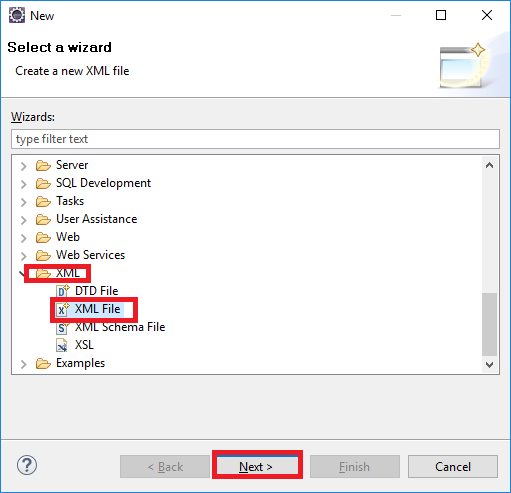 New
Select a wizard
Create a new XML file
Wizards:
type filter text
Server
SQL Development
Tasks
User Assistance
Web
Web Services
XML
DTD File
XML File
XML Schema File
XSL
Examples
? < Back Next > Finish Cancel